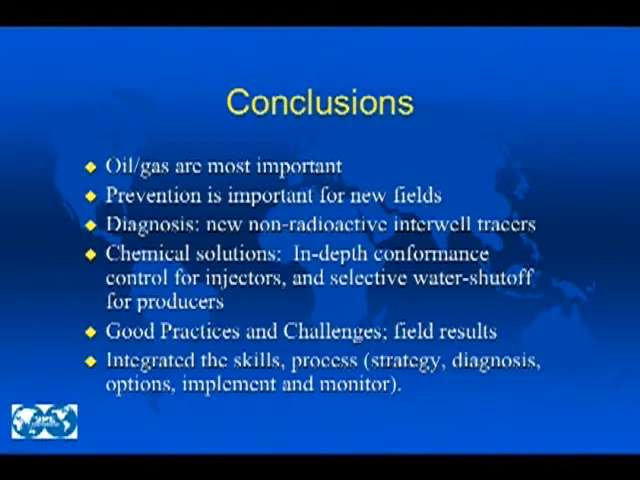 Conclusions
Oil/gas are most important
Prevention is important for new fields
Diagnosis: new non-radioactive interwell tracers
Chemical solutions: In-depth conformance
control for injectors, and selective water-shutoff
for producers
Good Practices and Challenges; field results
Integrated the skills, process (strategy, diagnosis,
options, implement and monitor).